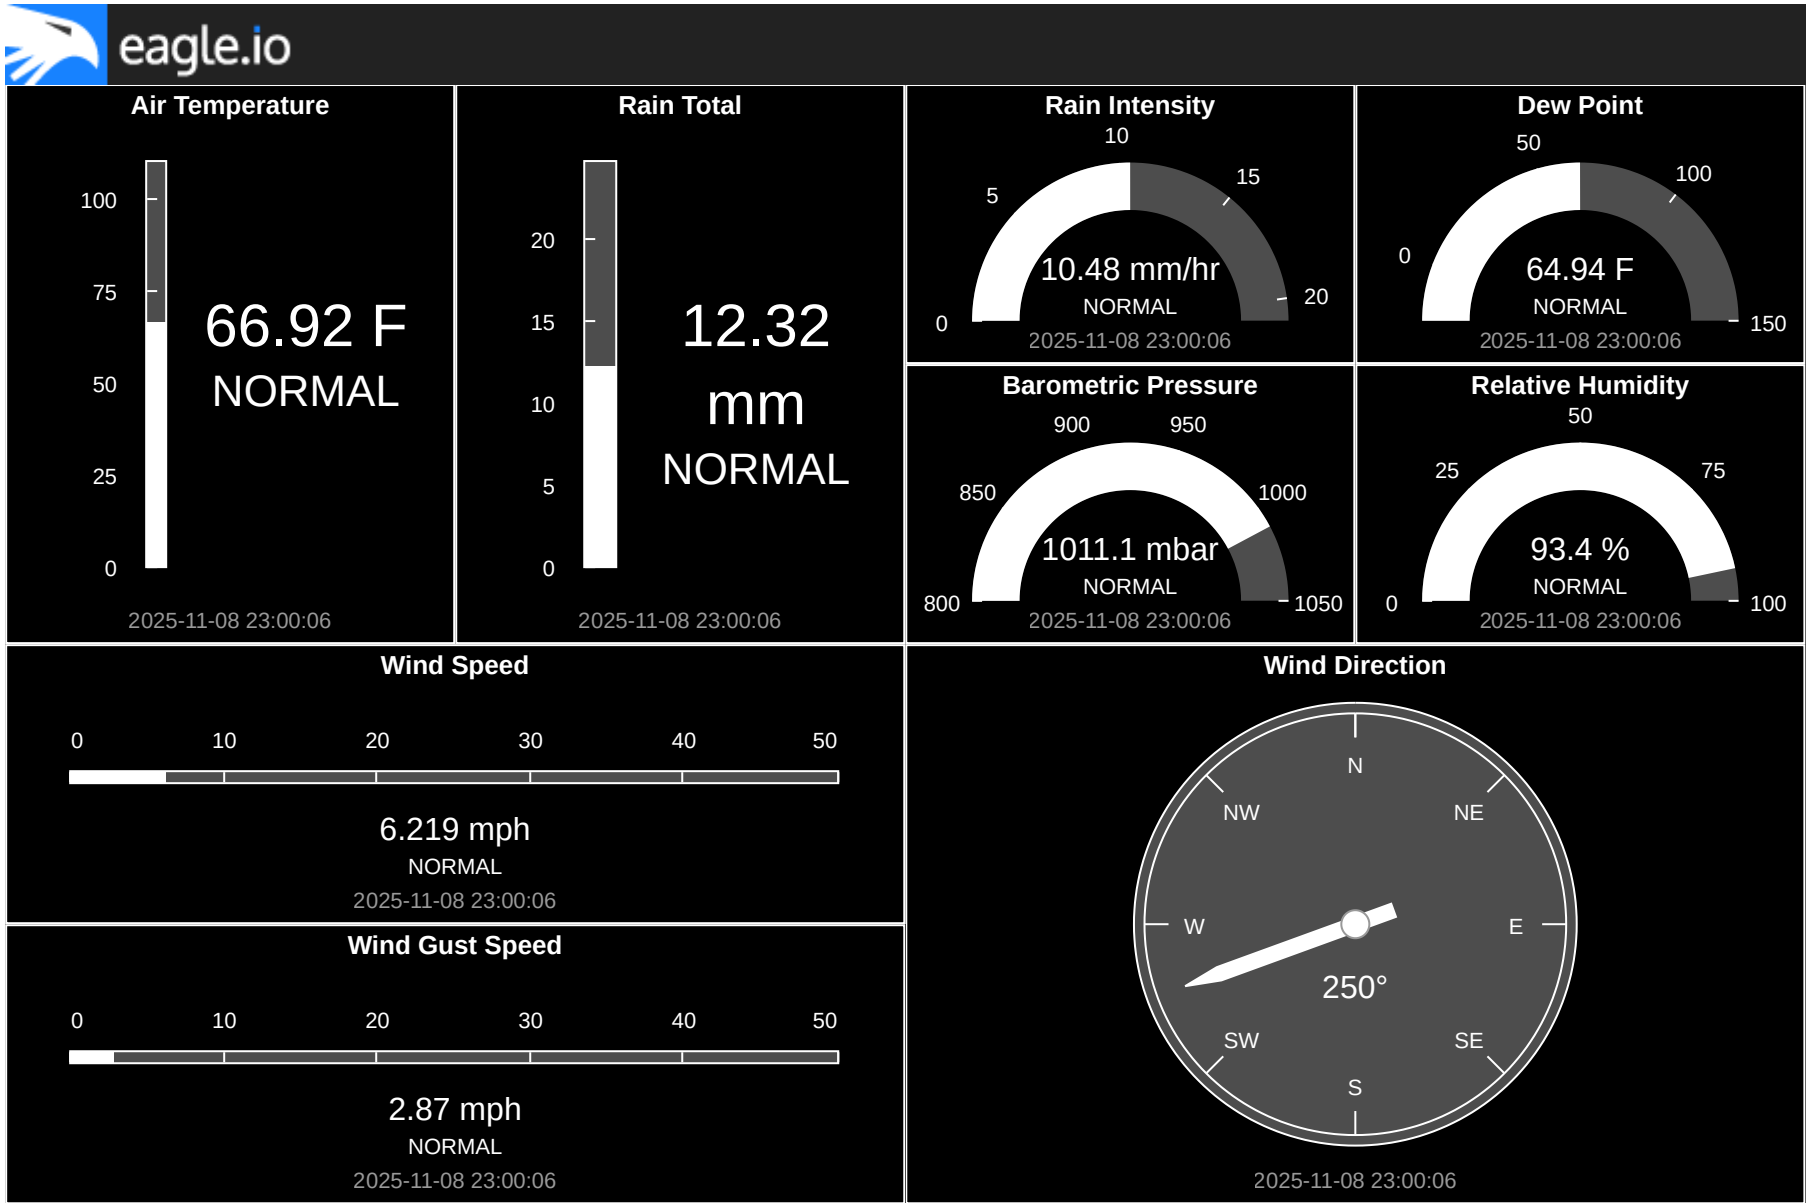 eagle.io
Air Temperature
100
75
50
25
0
66.92 F
NORMAL
2025-11-08 23:00:06
Rain Total
20
15
10
5
0
12.32
mm
NORMAL
2025-11-08 23:00:06
Rain Intensity
0
5
10
15
20
10.48 mm/hr
NORMAL
2025-11-08 23:00:06
Dew Point
0
50
100
150
64.94 F
NORMAL
2025-11-08 23:00:06
Barometric Pressure
800
850
900
950
1000
1050
1011.1 mbar
NORMAL
2025-11-08 23:00:06
Relative Humidity
0
25
50
75
100
93.4 %
NORMAL
2025-11-08 23:00:06
Wind Speed
0 10 20 30 40 50
6.219 mph
NORMAL
2025-11-08 23:00:06
Wind Gust Speed
0 10 20 30 40 50
2.87 mph
NORMAL
2025-11-08 23:00:06
Wind Direction
N
NW NE
W E
250°
SW SE
S
2025-11-08 23:00:06